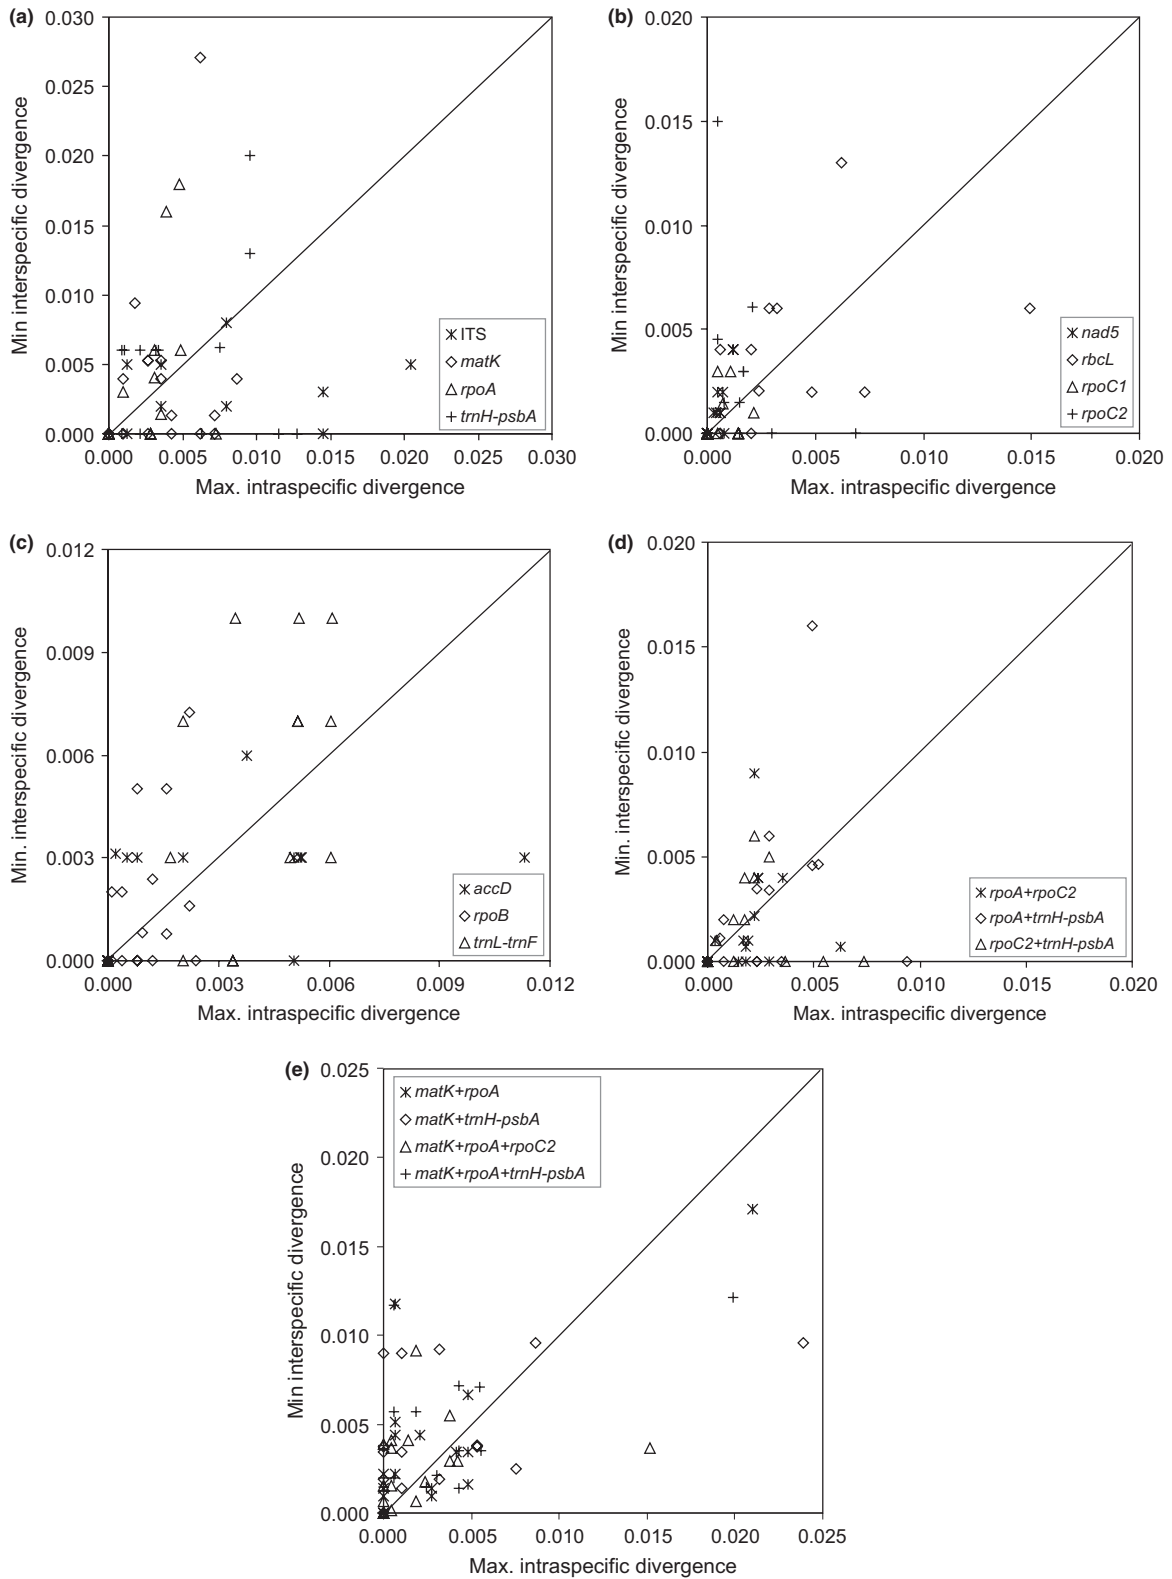 (a)
0.030
0.025
0.020
0.015
0.010
0.005
0.000
Min interspecific divergence
ITS
matK
rpoA
trnH-psbA
0.000 0.005 0.010 0.015 0.020 0.025 0.030
Max. intraspecific divergence
(b)
0.020
0.015
0.010
0.005
0.000
Min interspecific divergence
nad5
rbcL
rpoC1
rpoC2
0.000 0.005 0.010 0.015 0.020
Max. intraspecific divergence
(c)
0.012
0.009
0.006
0.003
0.000
Min. interspecific divergence
accD
rpoB
trnL-trnF
0.000 0.003 0.006 0.009 0.012
Max. intraspecific divergence
(d)
0.020
0.015
0.010
0.005
0.000
Min. interspecific divergence
rpoA+rpoC2
rpoA+trnH-psbA
rpoC2+trnH-psbA
0.000 0.005 0.010 0.015 0.020
Max. intraspecific divergence
(e)
0.025
0.020
0.015
0.010
0.005
0.000
Min interspecific divergence
matK+rpoA
matK+trnH-psbA
matK+rpoA+rpoC2
matK+rpoA+trnH-psbA
0.000 0.005 0.010 0.015 0.020 0.025
Max. intraspecific divergence